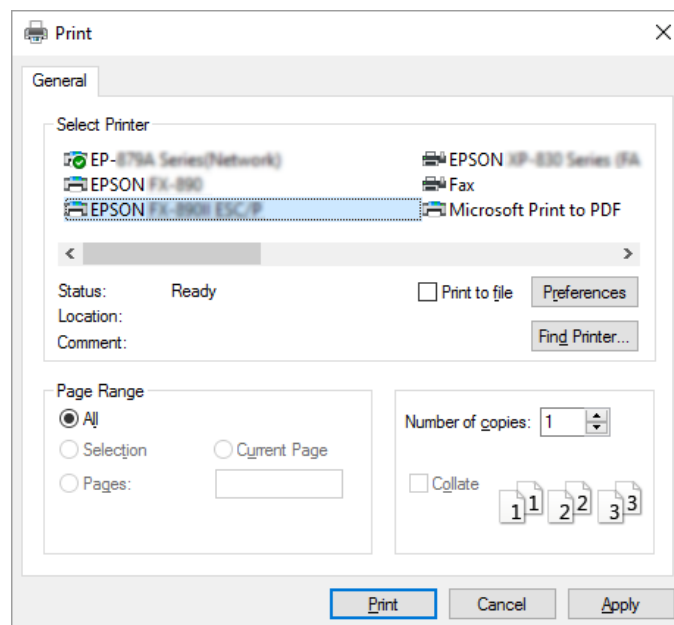 Print
General
Select Printer
EP-
EPSON
EPSON
EPSON
Fax
Microsoft Print to PDF
Status: Ready
Location:
Comment:
Print to file
Preferences
Find Printer...
Page Range
All
Selection
Current Page
Pages:
Number of copies: 1
Collate
1 1 2 2 3 3
Print
Cancel
Apply